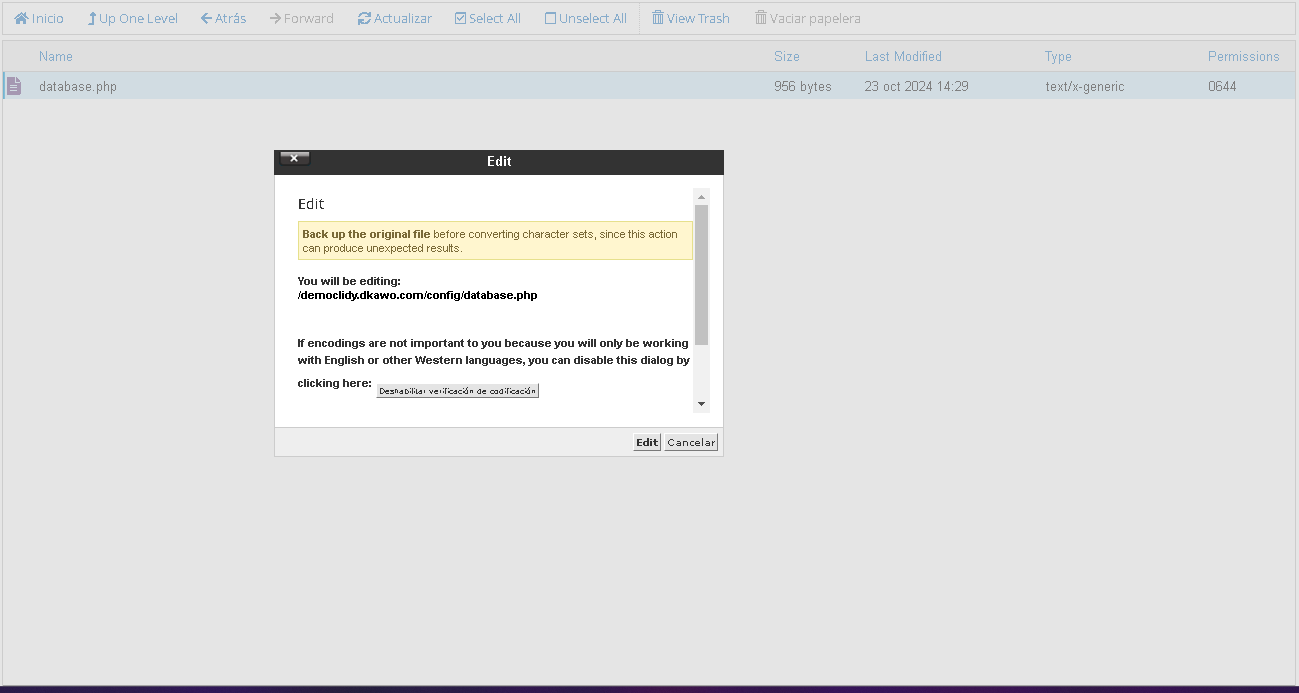 Inicio Up One Level Atrás Forward Actualizar Select All Unselect All View Trash Vaciar papelera
Name Size Last Modified Type Permissions
database.php 956 bytes 23 oct 2024 14:29 text/x-generic 0644
Edit
Edit
Back up the original file before converting character sets, since this action
can produce unexpected results.
You will be editing:
/democlidy.dkawo.com/config/database.php
If encodings are not important to you because you will only be working
with English or other Western languages, you can disable this dialog by
clicking here: Deshabilitar verificación de codificación
Edit Cancelar